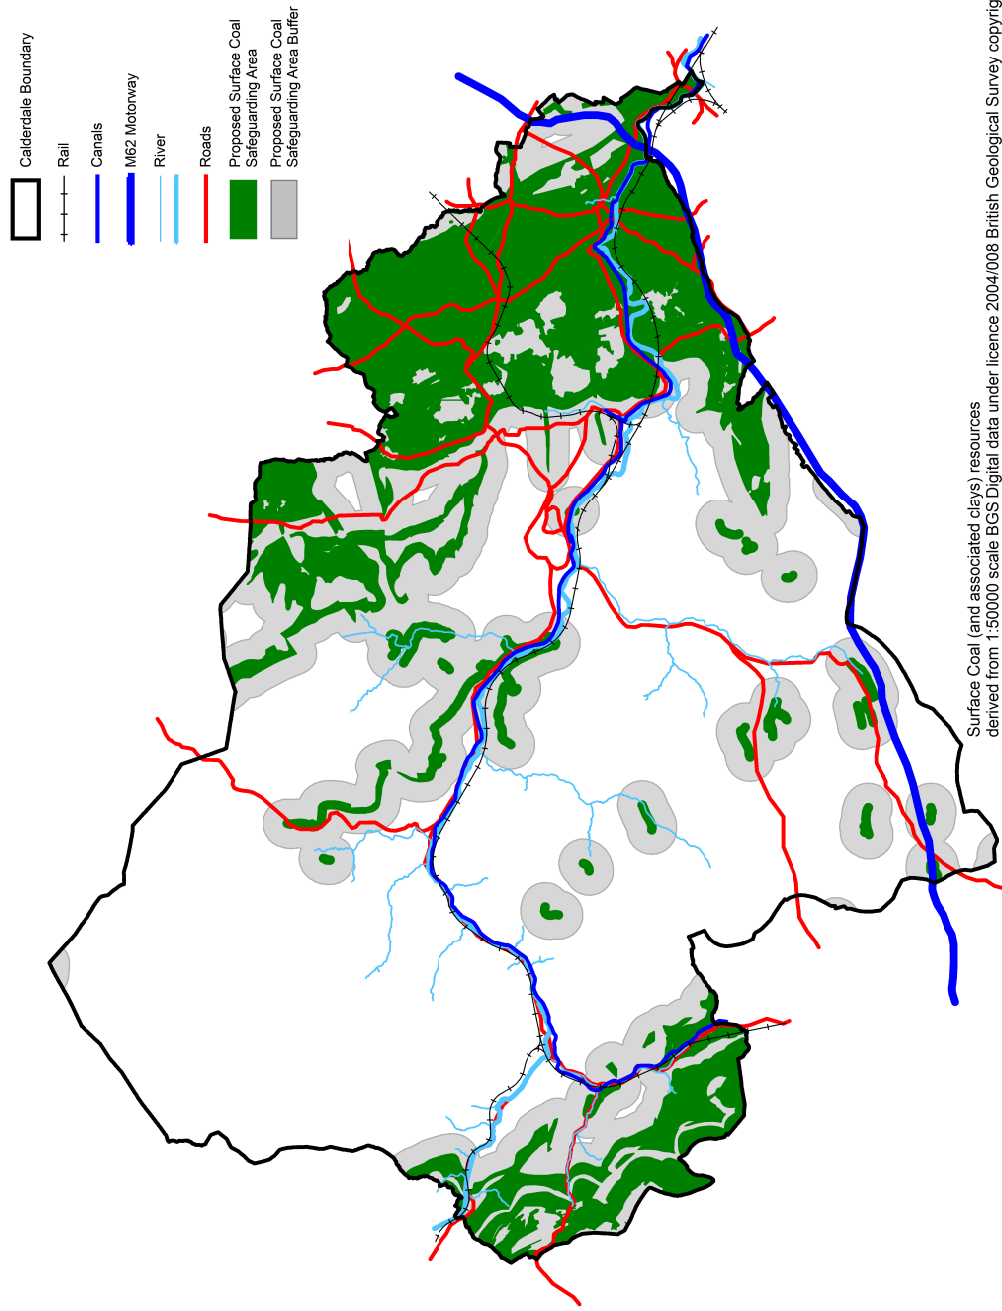 Calderdale Boundary
Rail
Canals
M62 Motorway
River
Roads
Proposed Surface Coal
Safeguarding Area
Proposed Surface Coal
Safeguarding Area Buffer
Surface Coal (and associated clays) resources
derived from 1:50000 scale BGS Digital data under licence 2004/008 British Geological Survey copyrig